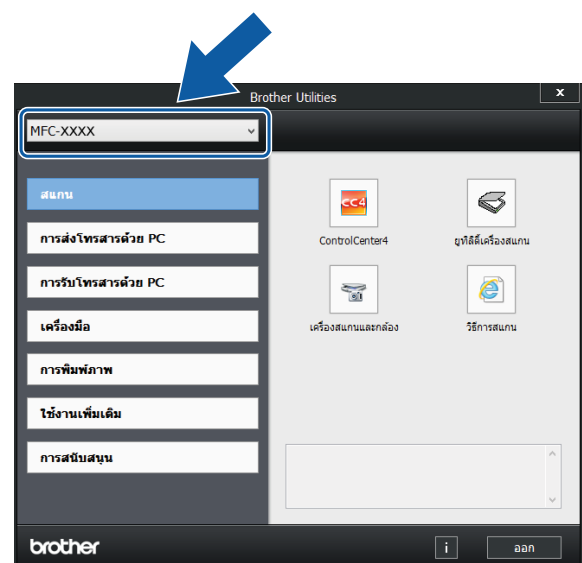 Brother Utilities
x
MFC-XXXX
สแกน
การส่งโทรสารด้วย PC
การรับโทรสารด้วย PC
เครื่องมือ
การพิมพ์ภาพ
ใช้งานเพิ่มเติม
การสนับสนุน
CC4
ControlCenter4
ยูทิลิตี้เครื่องสแกน
เครื่องสแกนและกล้อง
วิธีการสแกน
brother
i
ออก